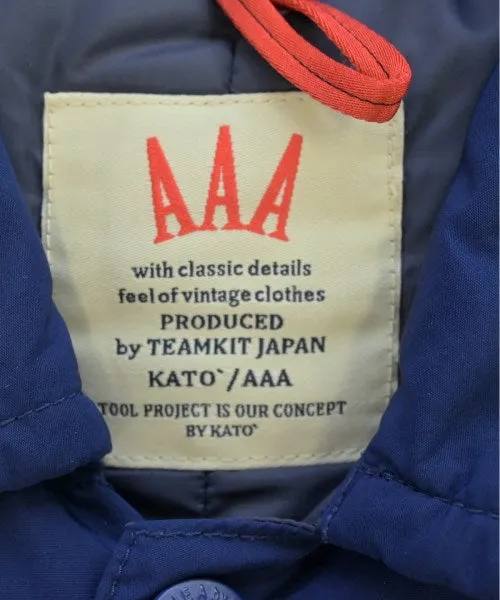 AAA
with classic details
feel of vintage clothes
PRODUCED
by TEAMKIT JAPAN
KATO`/AAA
TOOL PROJECT IS OUR CONCEPT
BY KATO`